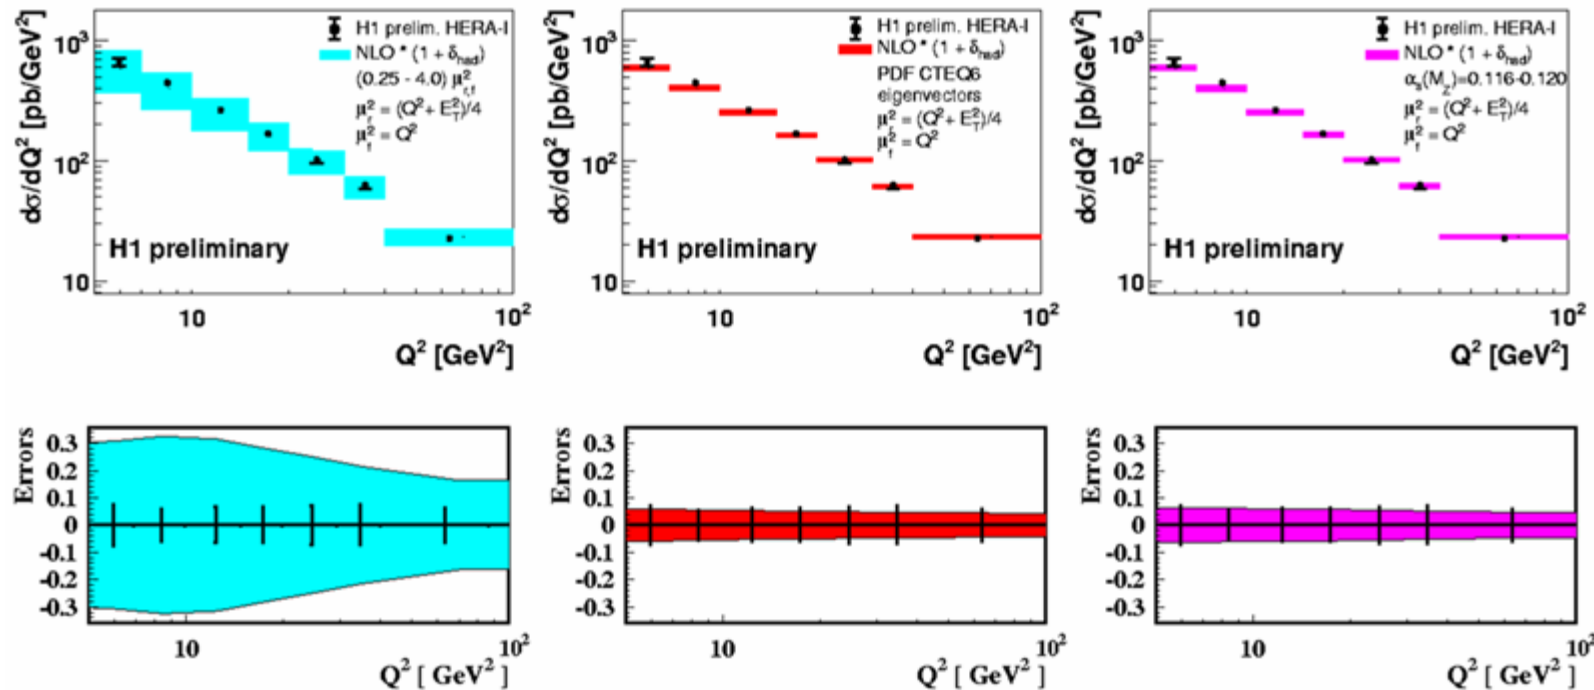 H1 prelim. HERA-I
NLO * (1 + δhad)
(0.25 - 4.0) μ²r,f
μ²r = (Q² + E²T)/4
μ²f = Q²
dσ/dQ² [pb/GeV²]
10³
10²
10
H1 preliminary
10
10²
Q² [GeV²]
H1 prelim. HERA-I
NLO * (1 + δhad)
PDF CTEQ6
eigenvectors
μ²r = (Q² + E²T)/4
μ²f = Q²
dσ/dQ² [pb/GeV²]
10³
10²
10
H1 preliminary
10
10²
Q² [GeV²]
H1 prelim. HERA-I
NLO * (1 + δhad)
αs(MZ)=0.116-0.120
μ²r = (Q² + E²T)/4
μ²f = Q²
dσ/dQ² [pb/GeV²]
10³
10²
10
H1 preliminary
10
10²
Q² [GeV²]
Errors
0.3
0.2
0.1
0
-0.1
-0.2
-0.3
10
10²
Q² [ GeV² ]
Errors
0.3
0.2
0.1
0
-0.1
-0.2
-0.3
10
10²
Q² [ GeV² ]
Errors
0.3
0.2
0.1
0
-0.1
-0.2
-0.3
10
10²
Q² [ GeV² ]